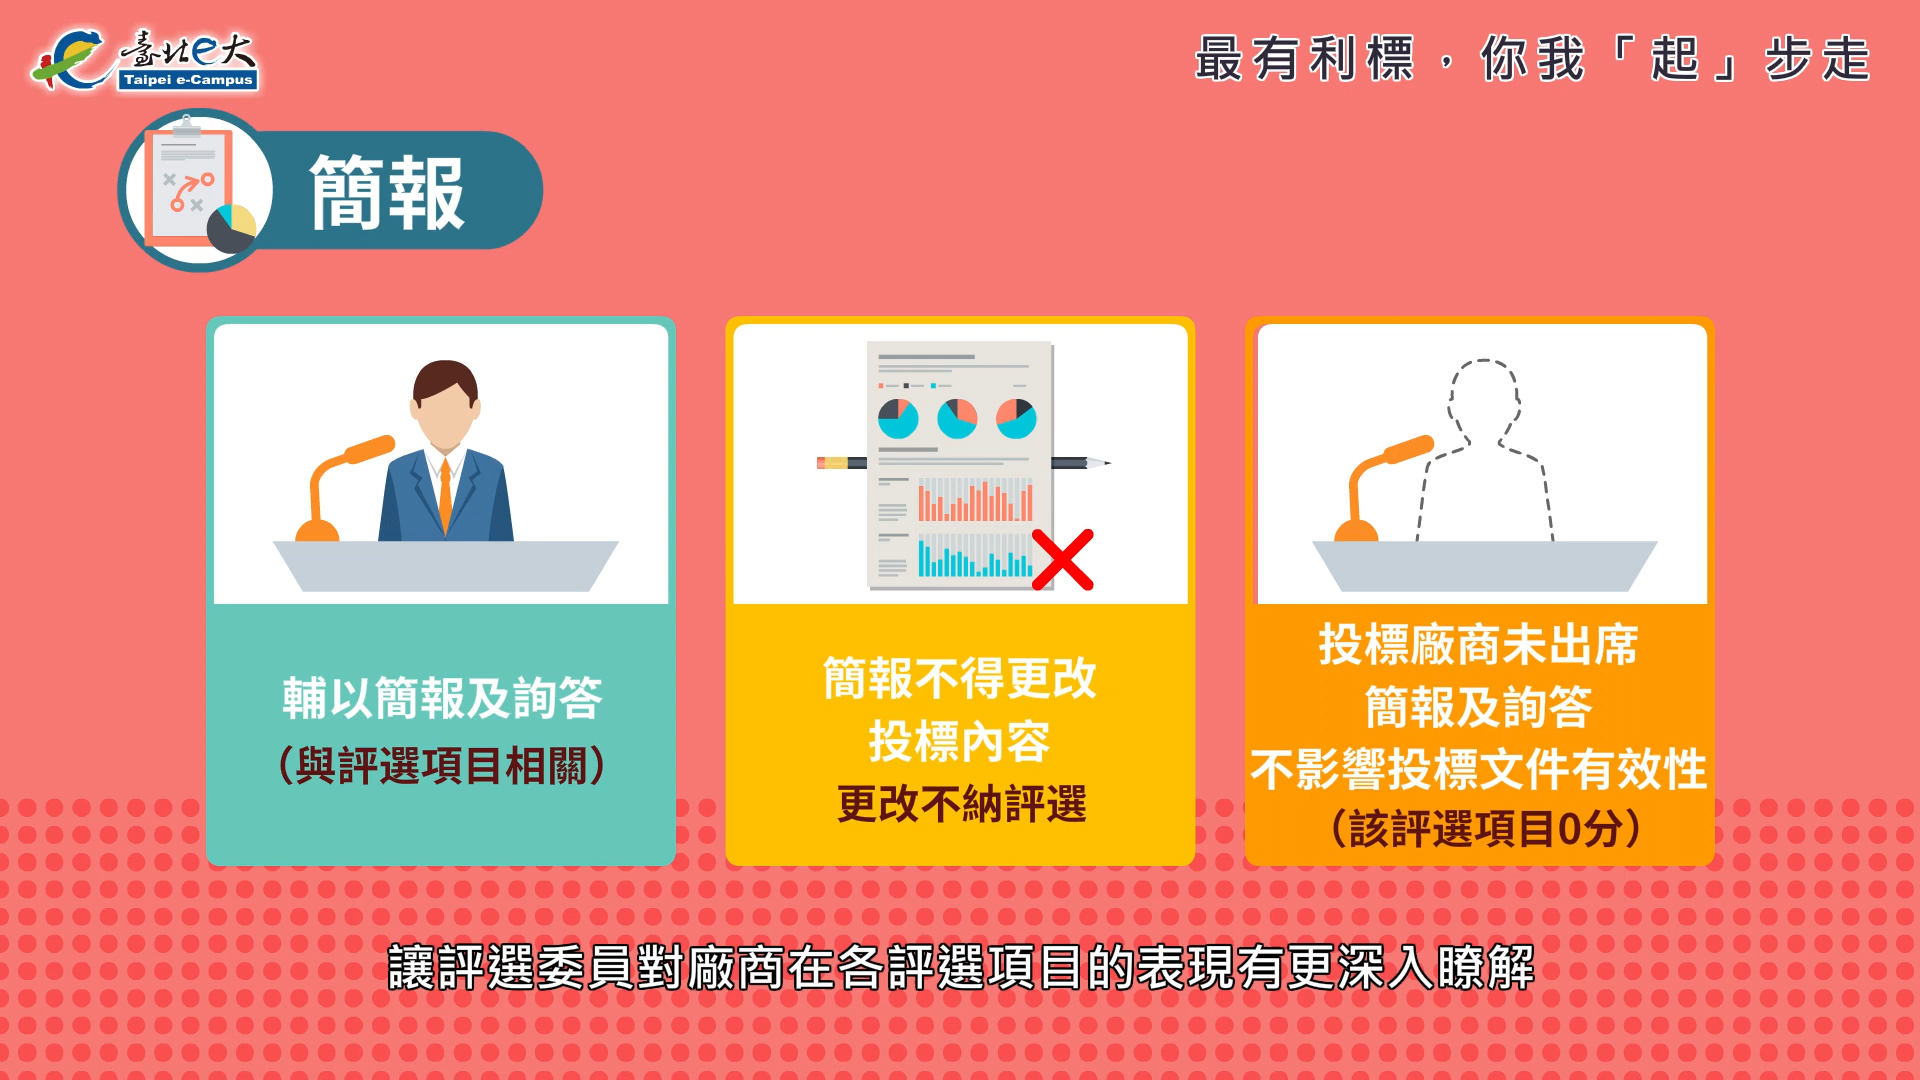 臺北e大
Taipei e-Campus
最有利標，你我「起」步走
簡報
輔以簡報及詢答
（與評選項目相關）
簡報不得更改
投標內容
更改不納評選
投標廠商未出席
簡報及詢答
不影響投標文件有效性
（該評選項目0分）
讓評選委員對廠商在各評選項目的表現有更深入瞭解